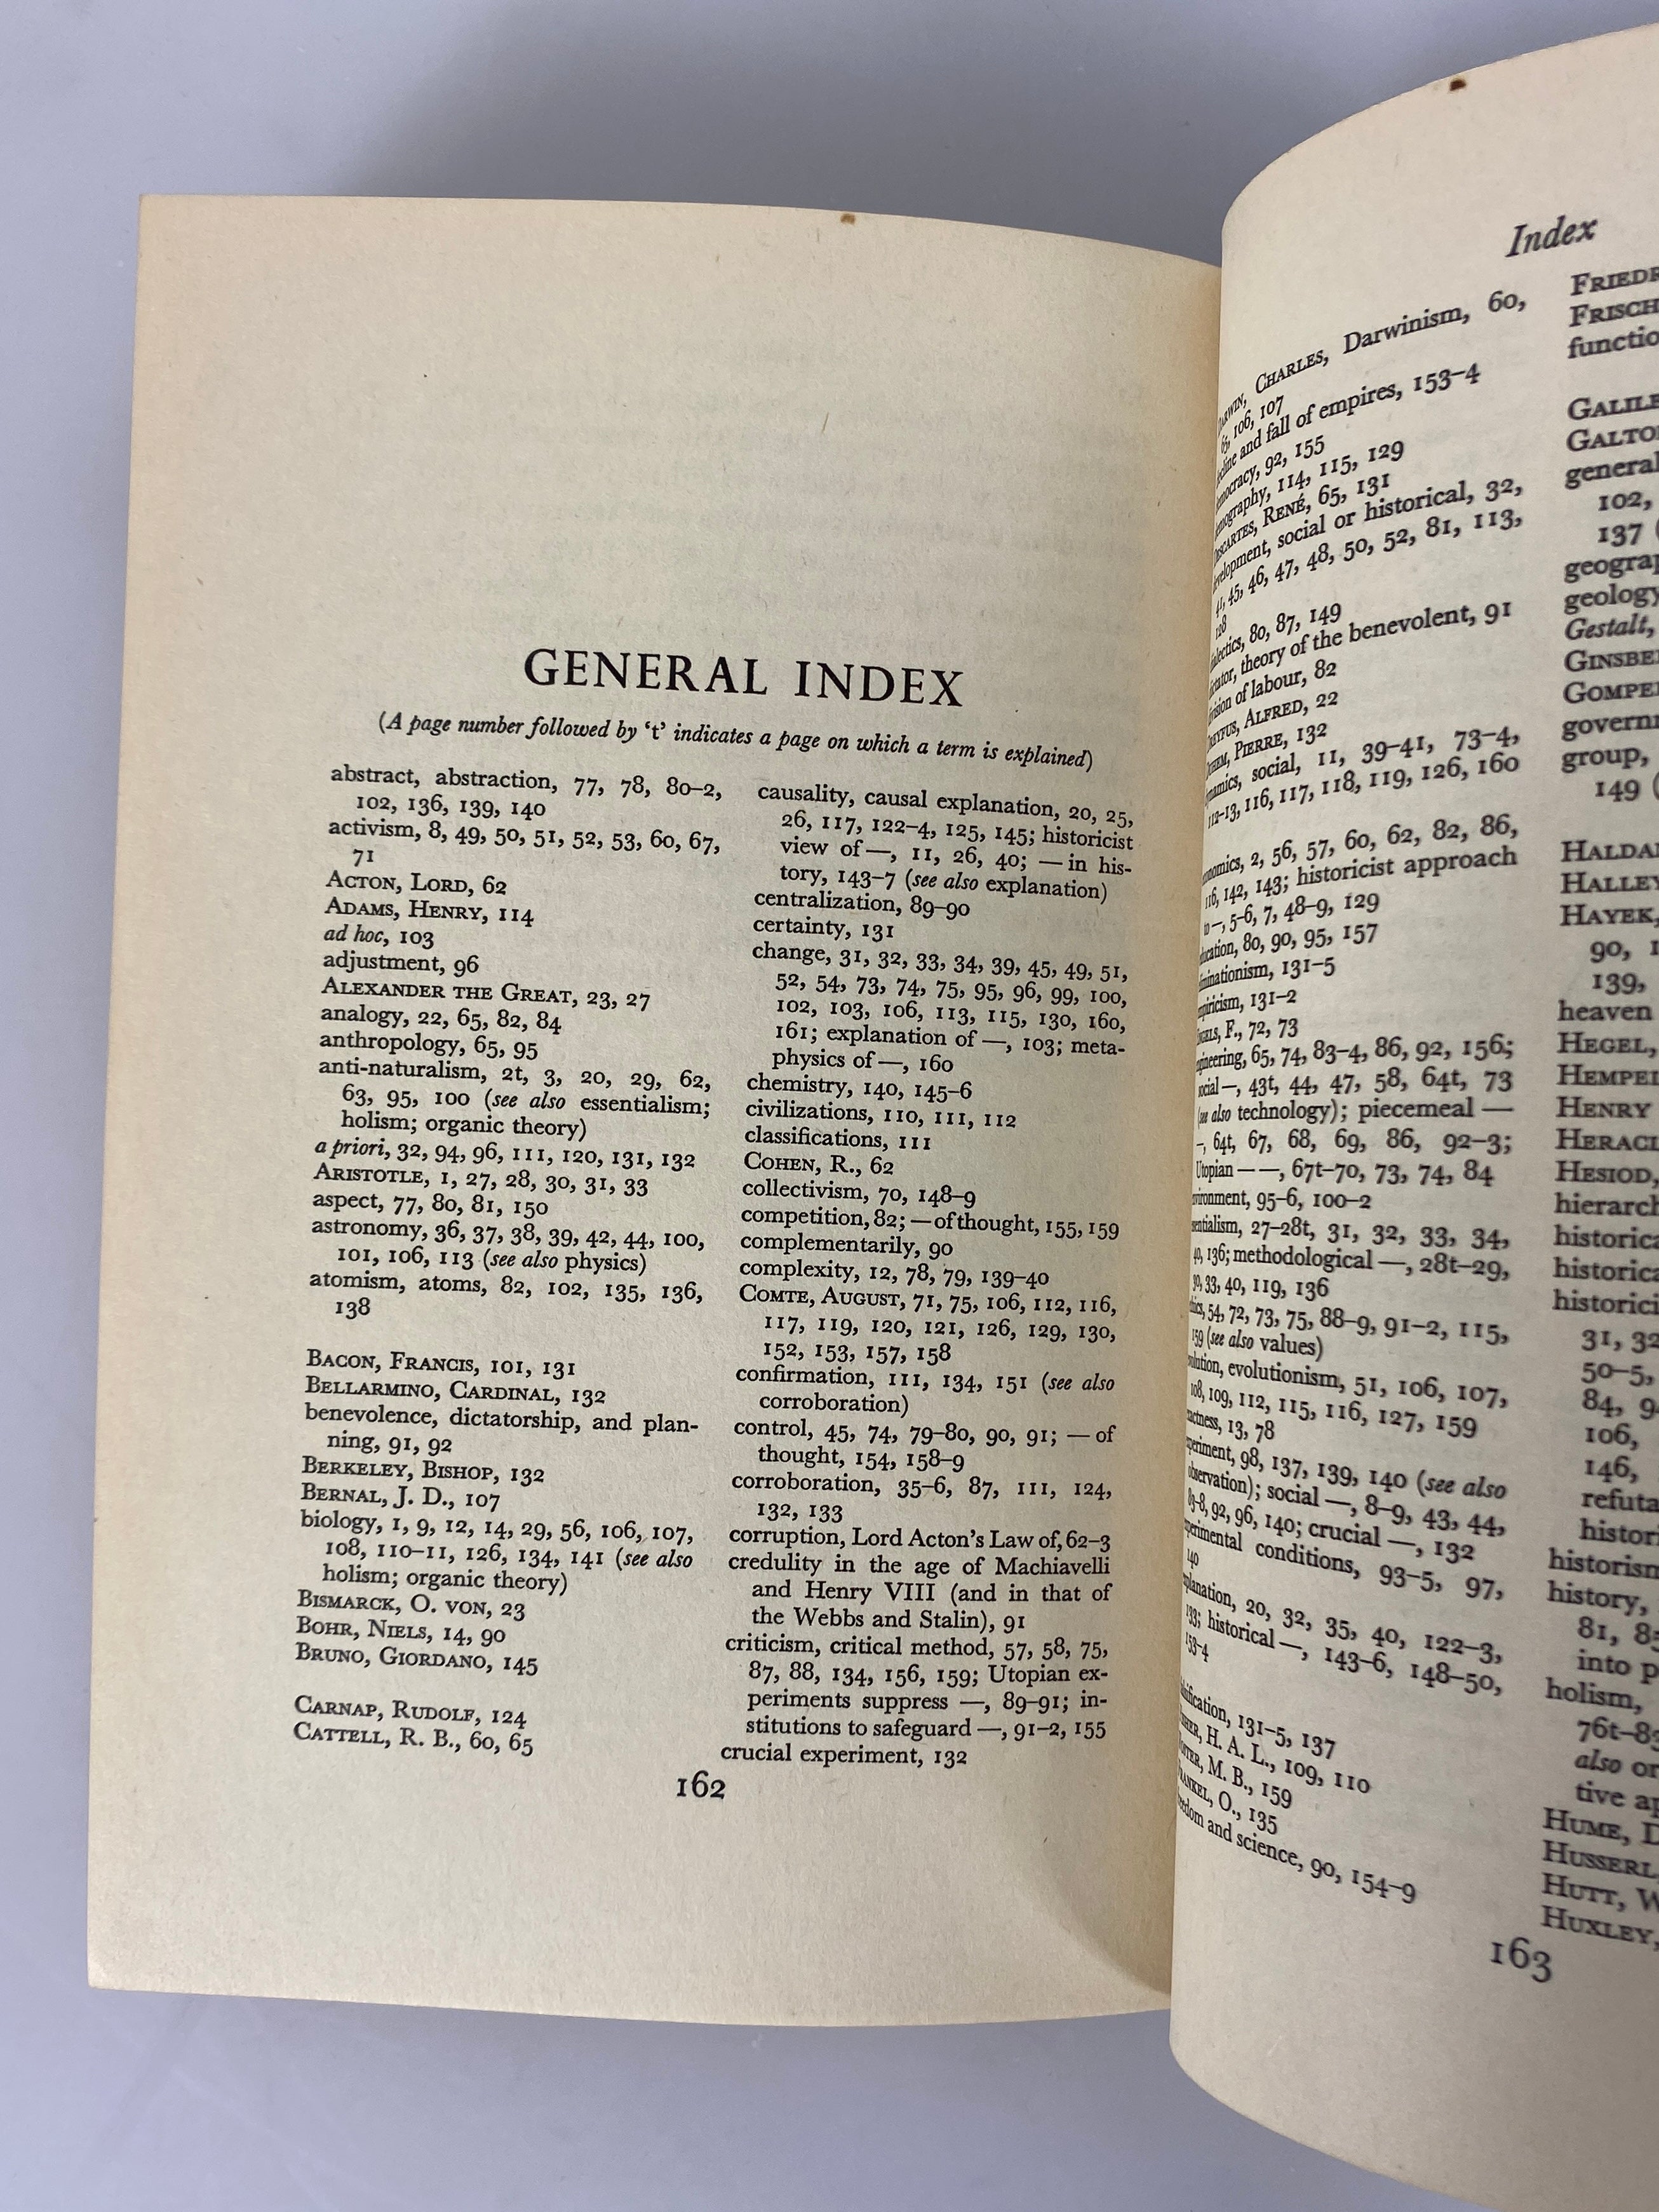 GENERAL INDEX
(A page number followed by ‘t’ indicates a page on which a term is explained)
abstract, abstraction, 77, 78, 80–2,
102, 136, 139, 140
activism, 8, 49, 50, 51, 52, 53, 60, 67,
71
ACTON, LORD, 62
ADAMS, HENRY, 114
ad hoc, 103
adjustment, 96
ALEXANDER THE GREAT, 23, 27
analogy, 22, 65, 82, 84
anthropology, 65, 95
anti-naturalism, 2t, 3, 20, 29, 62,
63, 95, 100 (see also essentialism;
holism; organic theory)
a priori, 32, 94, 96, 111, 120, 131, 132
ARISTOTLE, 1, 27, 28, 30, 31, 33
aspect, 77, 80, 81, 150
astronomy, 36, 37, 38, 39, 42, 44, 100,
101, 106, 113 (see also physics)
atomism, atoms, 82, 102, 135, 136,
138
BACON, FRANCIS, 101, 131
BELLARMINO, CARDINAL, 132
benevolence, dictatorship, and plan-
ning, 91, 92
BERKELEY, BISHOP, 132
BERNAL, J. D., 107
biology, 1, 9, 12, 14, 29, 56, 106, 107,
108, 110–11, 126, 134, 141 (see also
holism; organic theory)
BISMARCK, O. VON, 23
BOHR, NIELS, 14, 90
BRUNO, GIORDANO, 145
CARNAP, RUDOLF, 124
CATTELL, R. B., 60, 65
causality, causal explanation, 20, 25,
26, 117, 122–4, 125, 145; historicist
view of —, 11, 26, 40; — in his-
tory, 143–7 (see also explanation)
centralization, 89–90
certainty, 131
change, 31, 32, 33, 34, 39, 45, 49, 51,
52, 54, 73, 74, 75, 95, 96, 99, 100,
102, 103, 106, 113, 115, 130, 160,
161; explanation of —, 103; meta-
physics of —, 160
chemistry, 140, 145–6
civilizations, 110, 111, 112
classifications, 111
COHEN, R., 62
collectivism, 70, 148–9
competition, 82; — of thought, 155, 159
complementarily, 90
complexity, 12, 78, 79, 139–40
COMTE, AUGUST, 71, 75, 106, 112, 116,
117, 119, 120, 121, 126, 129, 130,
152, 153, 157, 158
confirmation, 111, 134, 151 (see also
corroboration)
control, 45, 74, 79–80, 90, 91; — of
thought, 154, 158–9
corroboration, 35–6, 87, 111, 124,
132, 133
corruption, Lord Acton’s Law of, 62–3
credulity in the age of Machiavelli
and Henry VIII (and in that of
the Webbs and Stalin), 91
criticism, critical method, 57, 58, 75,
87, 88, 134, 156, 159; Utopian ex-
periments suppress —, 89–91; in-
stitutions to safeguard —, 91–2, 155
crucial experiment, 132
162
Index
CHARLES, Darwinism, 60,
65, 106, 107
and fall of empires, 153–4
92, 155
114, 115, 129
RENÉ, 65, 131
social or historical, 32,
41, 45, 46, 47, 48, 50, 52, 81, 113,
128
80, 87, 149
theory of the benevolent, 91
of labour, 82
ALFRED, 22
PIERRE, 132
social, 11, 39–41, 73–4,
112–13, 116, 117, 118, 119, 126, 160
2, 56, 57, 60, 62, 82, 86,
116, 142, 143; historicist approach
to —, 5–6, 7, 48–9, 129
80, 90, 95, 157
131–5
131–2
F., 72, 73
65, 74, 83–4, 86, 92, 156;
social —, 43t, 44, 47, 58, 64t, 73
(see also technology); piecemeal —
–, 64t, 67, 68, 69, 86, 92–3;
Utopian — —, 67t–70, 73, 74, 84
95–6, 100–2
27–28t, 31, 32, 33, 34,
40, 136; methodological —, 28t–29,
30, 33, 40, 119, 136
54, 72, 73, 75, 88–9, 91–2, 115,
159 (see also values)
evolutionism, 51, 106, 107,
108, 109, 112, 115, 116, 127, 159
13, 78
98, 137, 139, 140 (see also
observation); social —, 8–9, 43, 44,
92, 96, 140; crucial —, 132
conditions, 93–5, 97,
140
20, 32, 35, 40, 122–3,
133; historical —, 143–6, 148–50,
153–4
131–5, 137
H. A. L., 109, 110
M. B., 159
O., 135
and science, 90, 154–9
102,
137
general
Gestalt,
149
HALLEY
HAYEK,
90,
139,
heaven
HEGEL,
HENRY
HESIOD,
31, 32
50–5,
106,
146,
history,
into
holism,
also
HUME,
HUXLEY,
163